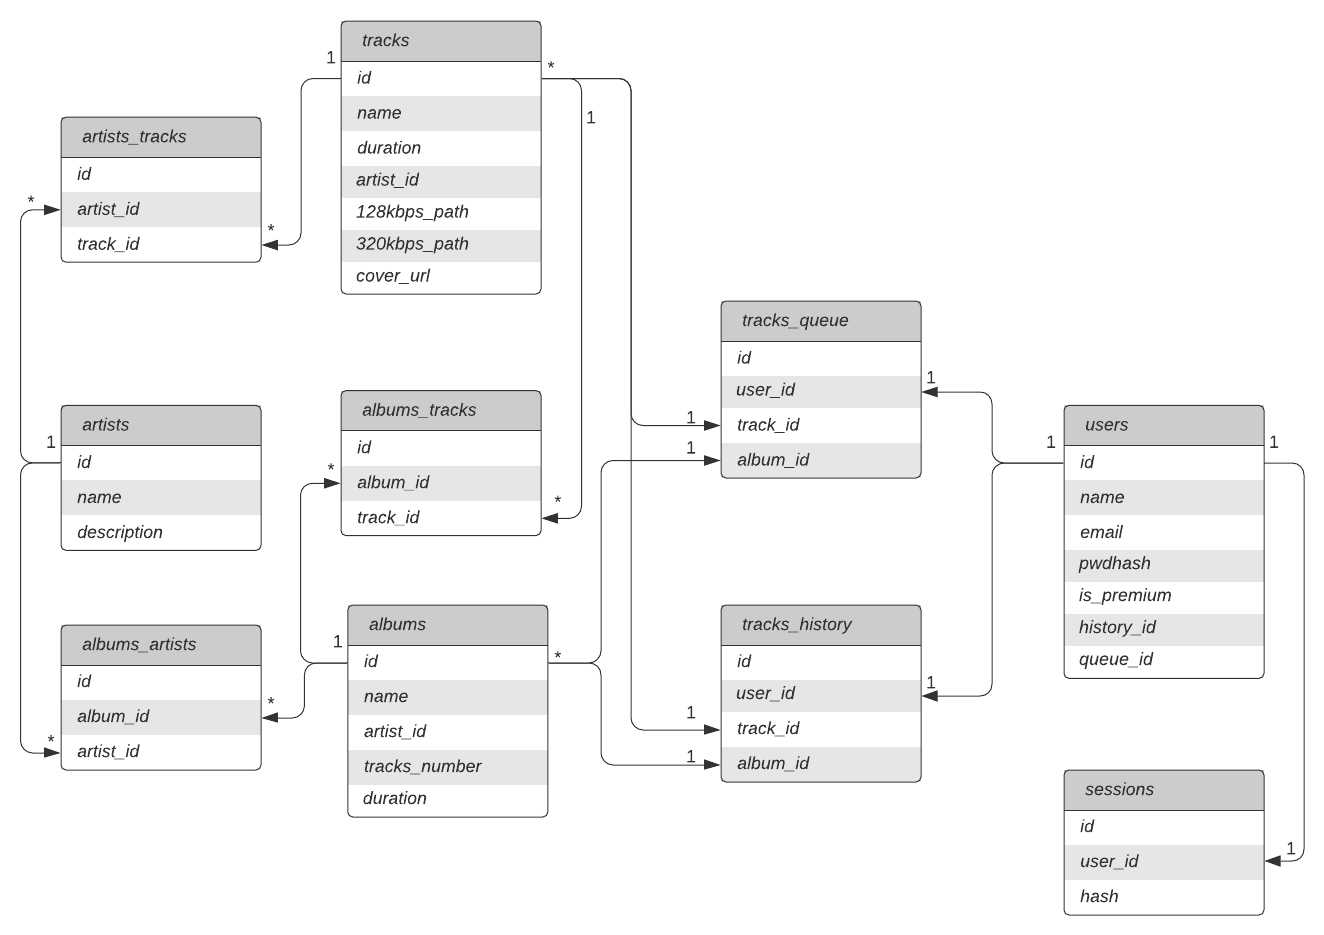 tracks
id
name
duration
artist_id
128kbps_path
320kbps_path
cover_url
1
*
1
artists_tracks
id
artist_id
track_id
*
*
artists
id
name
description
1
albums_tracks
id
album_id
track_id
*
*
albums_artists
id
album_id
artist_id
*
*
albums
id
name
artist_id
tracks_number
duration
1
*
tracks_queue
id
user_id
track_id
album_id
1
1
1
tracks_history
id
user_id
track_id
album_id
1
1
1
users
id
name
email
pwdhash
is_premium
history_id
queue_id
1
1
sessions
id
user_id
hash
1